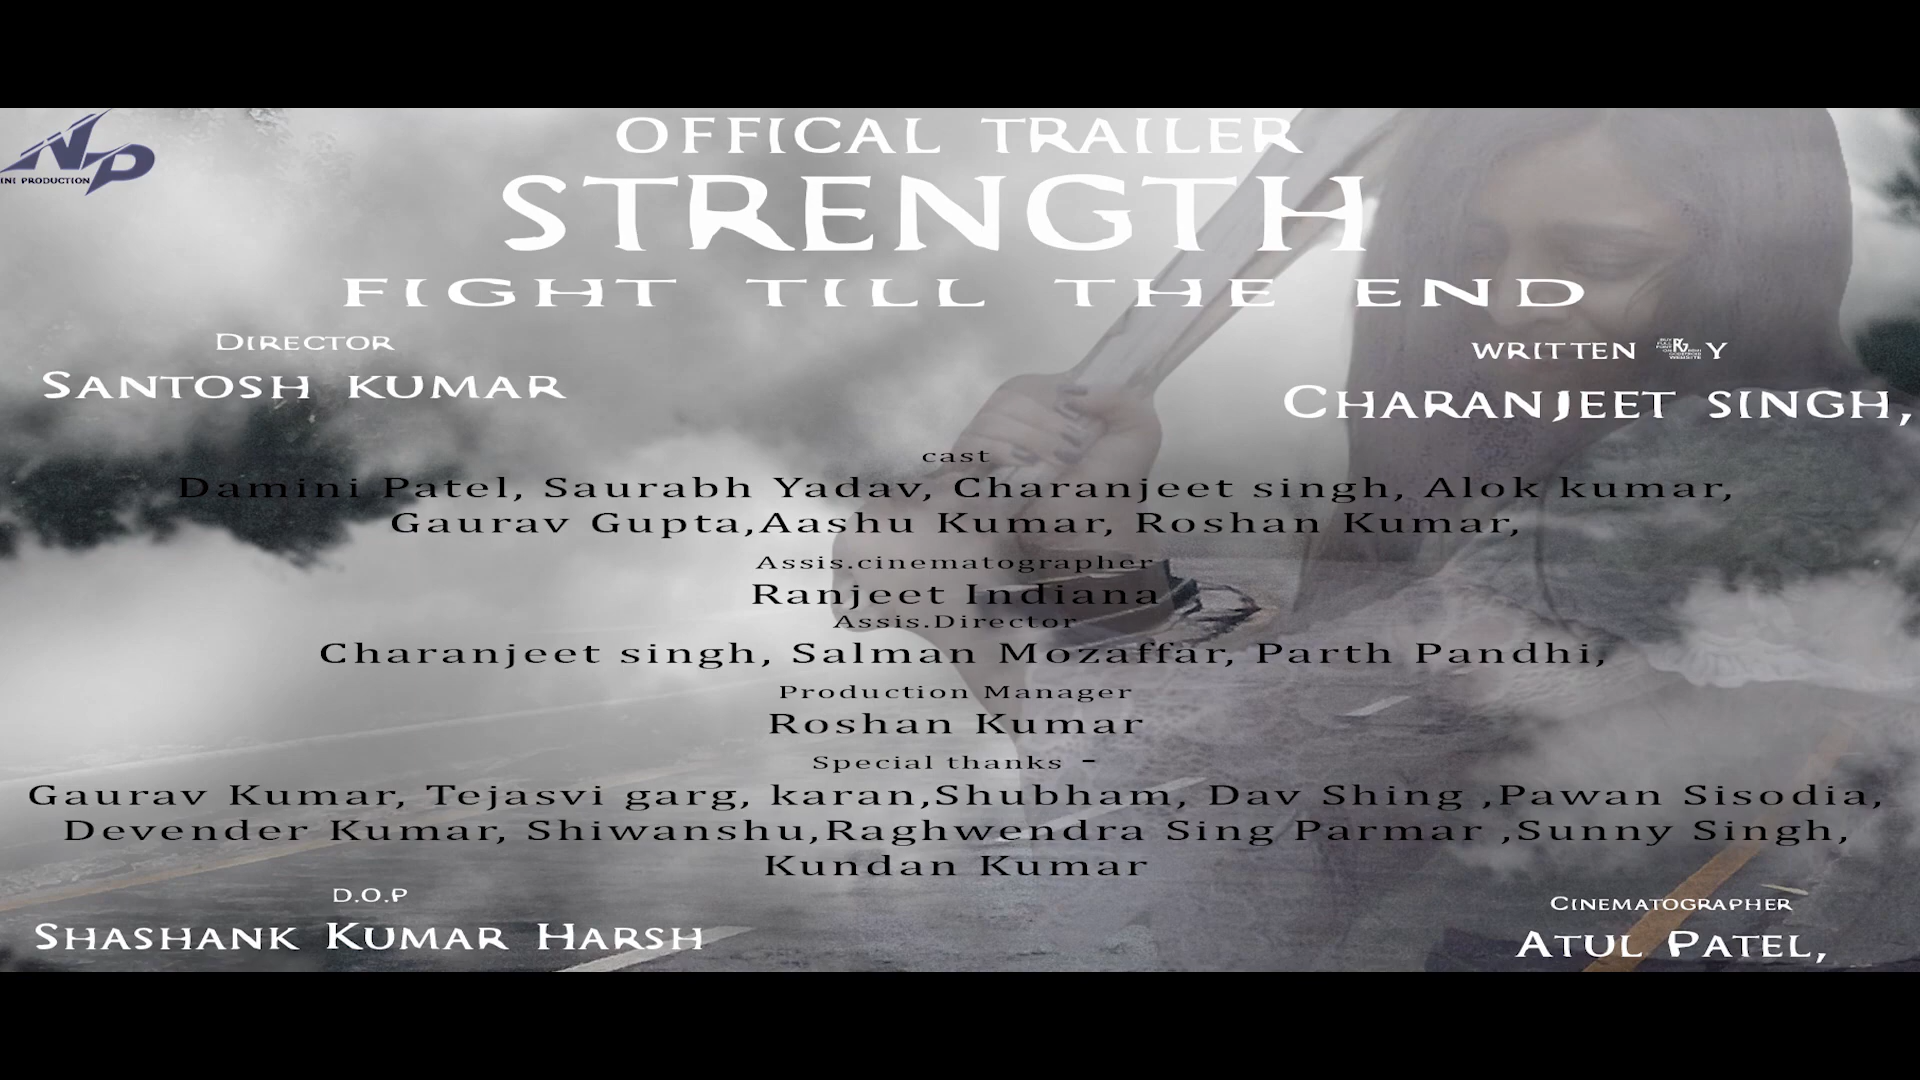 NP
INI PRODUCTION
OFFICAL TRAILER
STRENGTH
FIGHT TILL THE END
DIRECTOR
SANTOSH KUMAR
WRITTEN Y
CHARANJEET SINGH,
cast
Damini Patel, Saurabh Yadav, Charanjeet singh, Alok kumar,
Gaurav Gupta,Aashu Kumar, Roshan Kumar,
Assis.cinematographer
Ranjeet Indiana
Assis.Director
Charanjeet singh, Salman Mozaffar, Parth Pandhi,
Production Manager
Roshan Kumar
Special thanks -
Gaurav Kumar, Tejasvi garg, karan,Shubham, Dav Shing ,Pawan Sisodia,
Devender Kumar, Shiwanshu,Raghwendra Sing Parmar ,Sunny Singh,
Kundan Kumar
D.O.P
SHASHANK KUMAR HARSH
CINEMATOGRAPHER
ATUL PATEL,